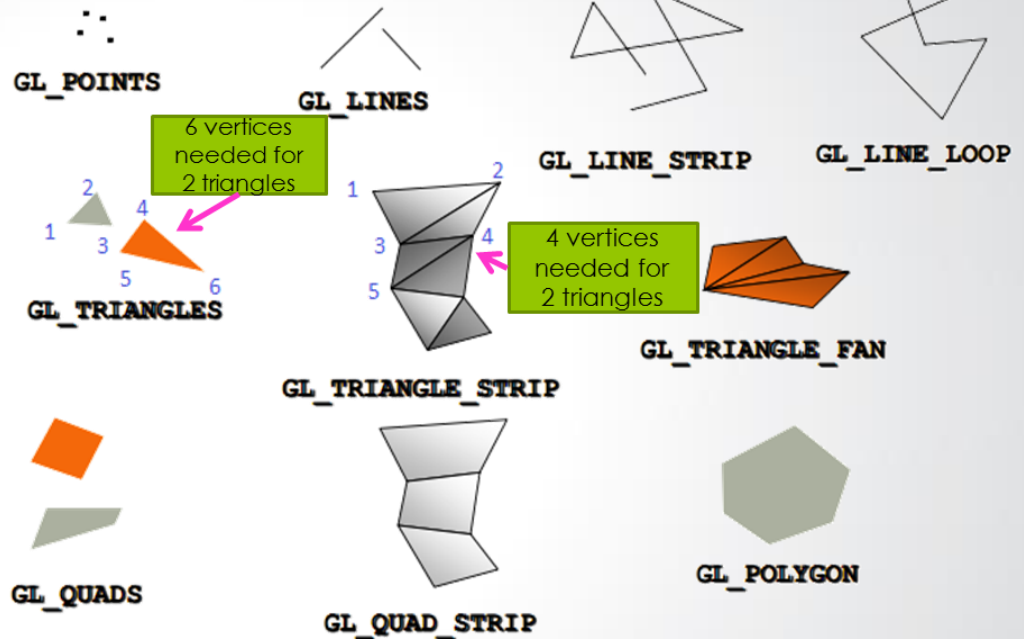 GL_POINTS
GL_LINES
GL_LINE_STRIP
GL_LINE_LOOP
6 vertices
needed for
2 triangles
1
2
3
4
5
6
GL_TRIANGLES
1
2
3
4
5
4 vertices
needed for
2 triangles
GL_TRIANGLE_STRIP
GL_TRIANGLE_FAN
GL_QUADS
GL_QUAD_STRIP
GL_POLYGON